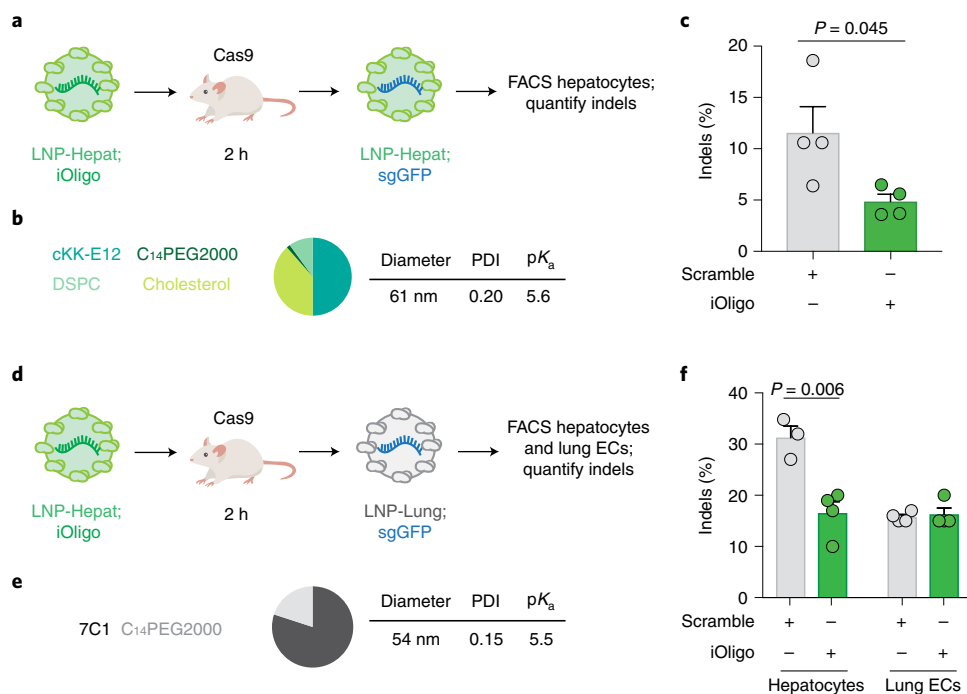 a
Cas9
LNP-Hepat;
iOligo
2 h
LNP-Hepat;
sgGFP
FACS hepatocytes;
quantify indels
b
cKK-E12 C14PEG2000
DSPC Cholesterol
Diameter PDI pKa
61 nm 0.20 5.6
c
P = 0.045
Indels (%)
20
15
10
5
0
Scramble + –
iOligo – +
d
Cas9
LNP-Hepat;
iOligo
2 h
LNP-Lung;
sgGFP
FACS hepatocytes
and lung ECs;
quantify indels
e
7C1 C14PEG2000
Diameter PDI pKa
54 nm 0.15 5.5
f
P = 0.006
Indels (%)
40
30
20
10
0
Scramble + – + –
iOligo – + – +
Hepatocytes Lung ECs